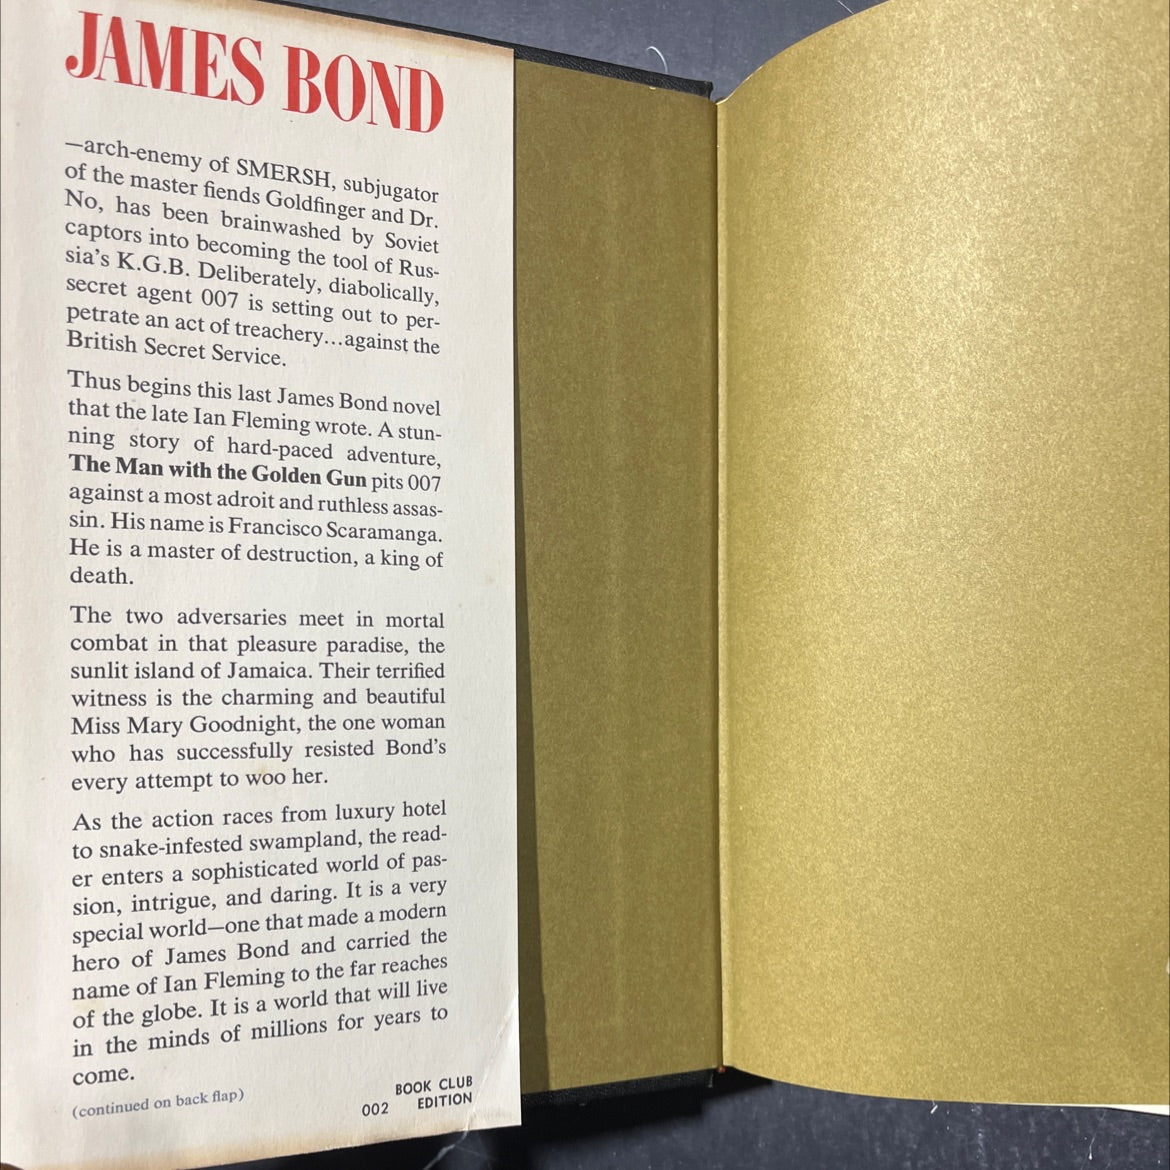 JAMES BOND
—arch-enemy of SMERSH, subjugator
of the master fiends Goldfinger and Dr.
No, has been brainwashed by Soviet
captors into becoming the tool of Rus-
sia's K.G.B. Deliberately, diabolically,
secret agent 007 is setting out to per-
petrate an act of treachery...against the
British Secret Service.
Thus begins this last James Bond novel
that the late Ian Fleming wrote. A stun-
ning story of hard-paced adventure,
The Man with the Golden Gun pits 007
against a most adroit and ruthless assas-
sin. His name is Francisco Scaramanga.
He is a master of destruction, a king of
death.
The two adversaries meet in mortal
combat in that pleasure paradise, the
sunlit island of Jamaica. Their terrified
witness is the charming and beautiful
Miss Mary Goodnight, the one woman
who has successfully resisted Bond's
every attempt to woo her.
As the action races from luxury hotel
to snake-infested swampland, the read-
er enters a sophisticated world of pas-
sion, intrigue, and daring. It is a very
special world—one that made a modern
hero of James Bond and carried the
name of Ian Fleming to the far reaches
of the globe. It is a world that will live
in the minds of millions for years to
come.
(continued on back flap)
BOOK CLUB
002 EDITION